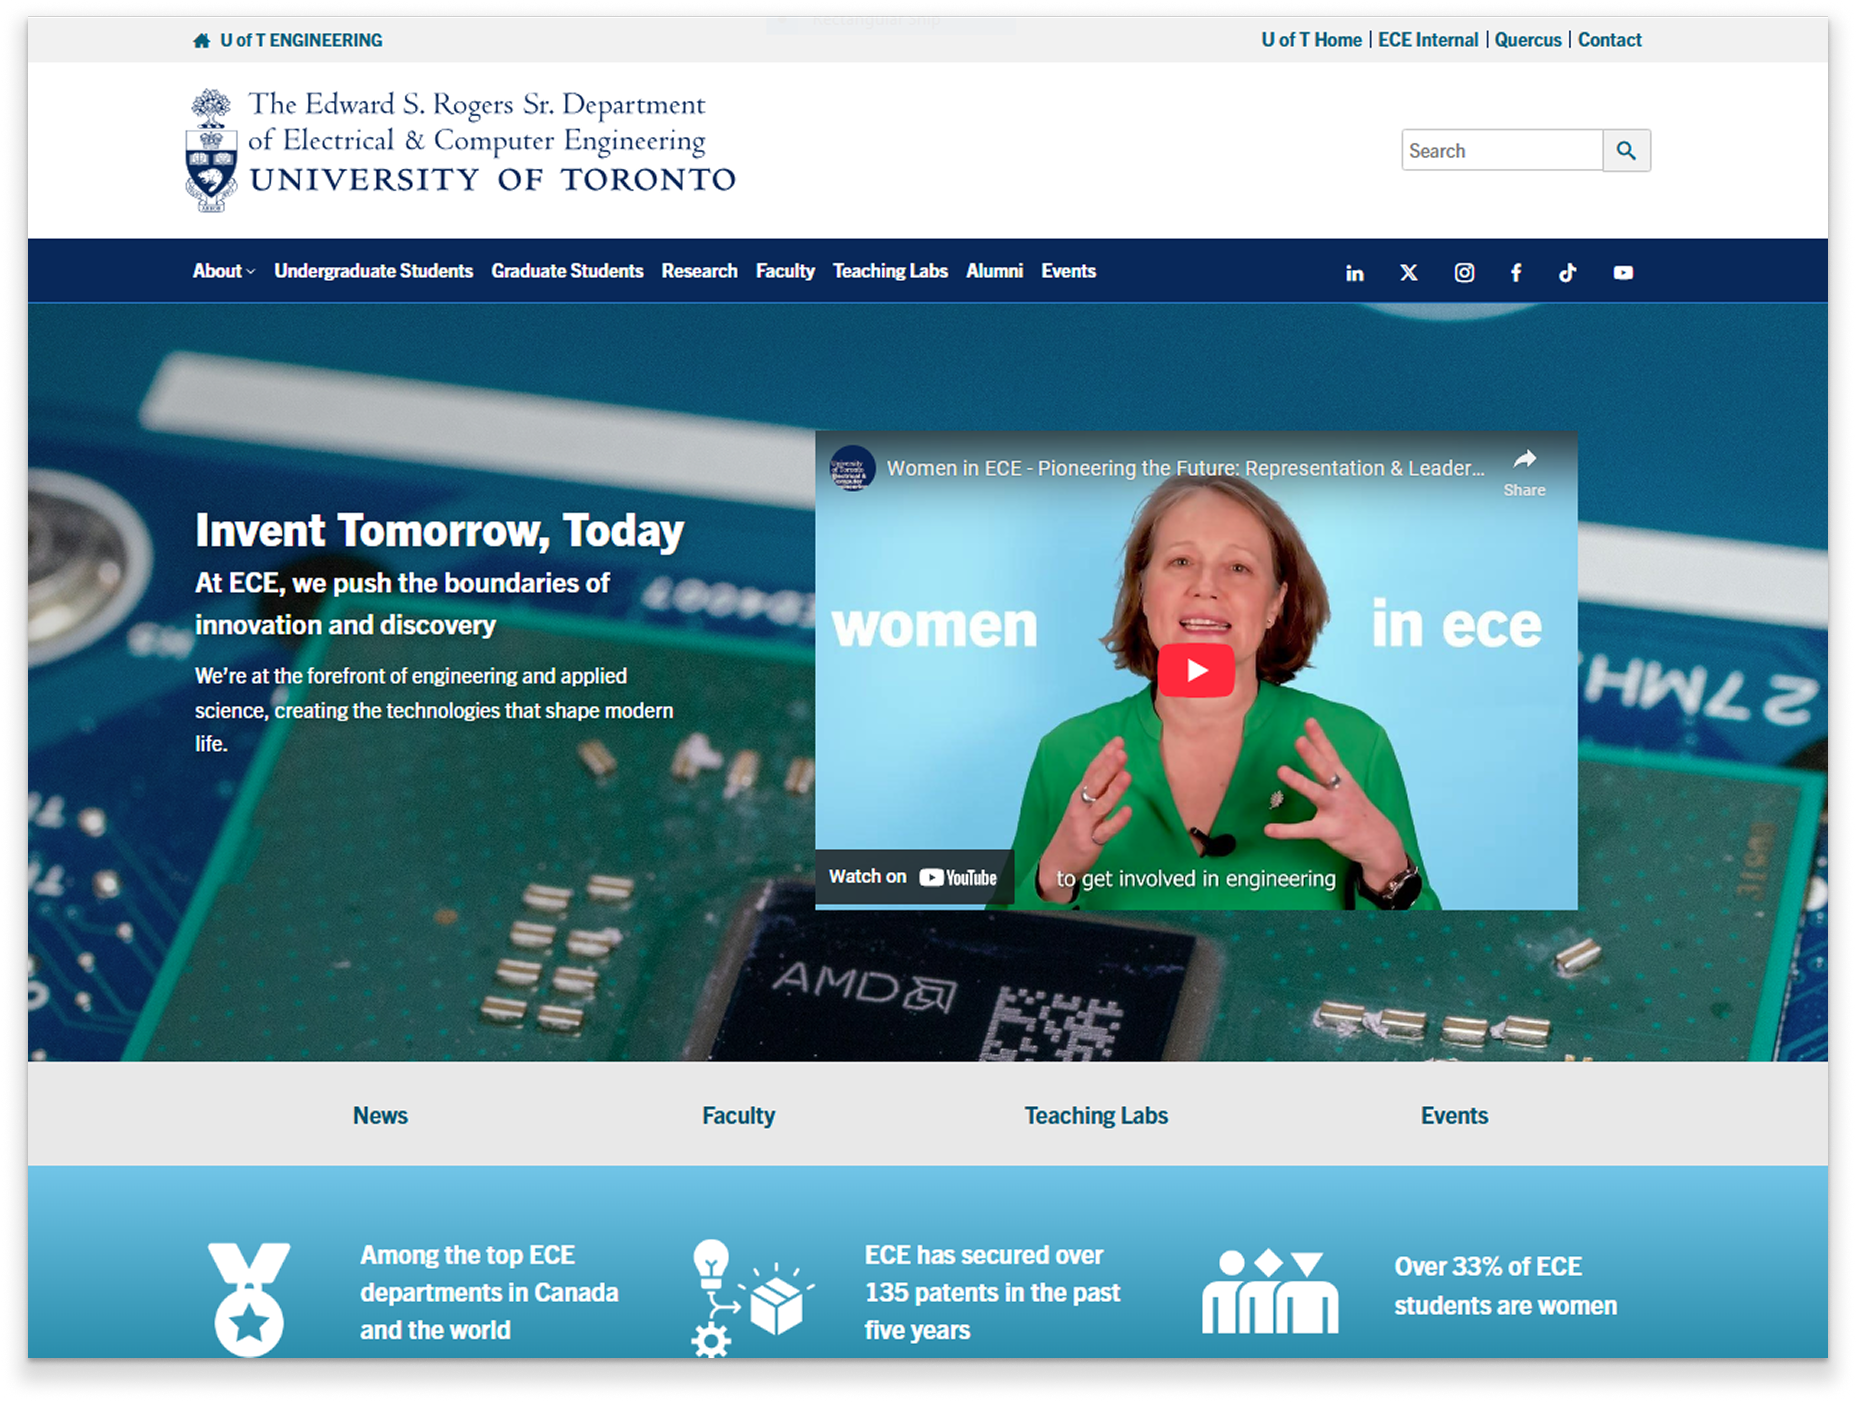 U of T ENGINEERING
U of T Home | ECE Internal | Quercus | Contact
The Edward S. Rogers Sr. Department
of Electrical & Computer Engineering
UNIVERSITY OF TORONTO
Search
About Undergraduate Students Graduate Students Research Faculty Teaching Labs Alumni Events
Women in ECE - Pioneering the Future: Representation & Leader...
Share
Invent Tomorrow, Today
At ECE, we push the boundaries of
innovation and discovery
We’re at the forefront of engineering and applied
science, creating the technologies that shape modern
life.
women in ece
27MHz
Watch on YouTube
to get involved in engineering
AMD
News Faculty Teaching Labs Events
Among the top ECE
departments in Canada
and the world
ECE has secured over
135 patents in the past
five years
Over 33% of ECE
students are women